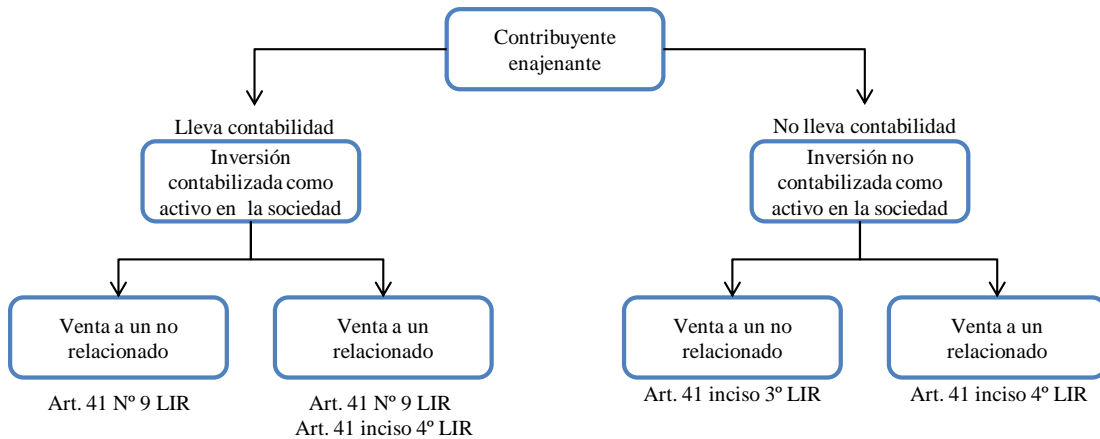 Contribuyente
enajenante
Lleva contabilidad
No lleva contabilidad
Inversión
contabilizada como
activo en la sociedad
Inversión no
contabilizada como
activo en la sociedad
Venta a un no
relacionado
Venta a un
relacionado
Venta a un no
relacionado
Venta a un
relacionado
Art. 41 Nº 9 LIR
Art. 41 Nº 9 LIR
Art. 41 inciso 4º LIR
Art. 41 inciso 3º LIR
Art. 41 inciso 4º LIR